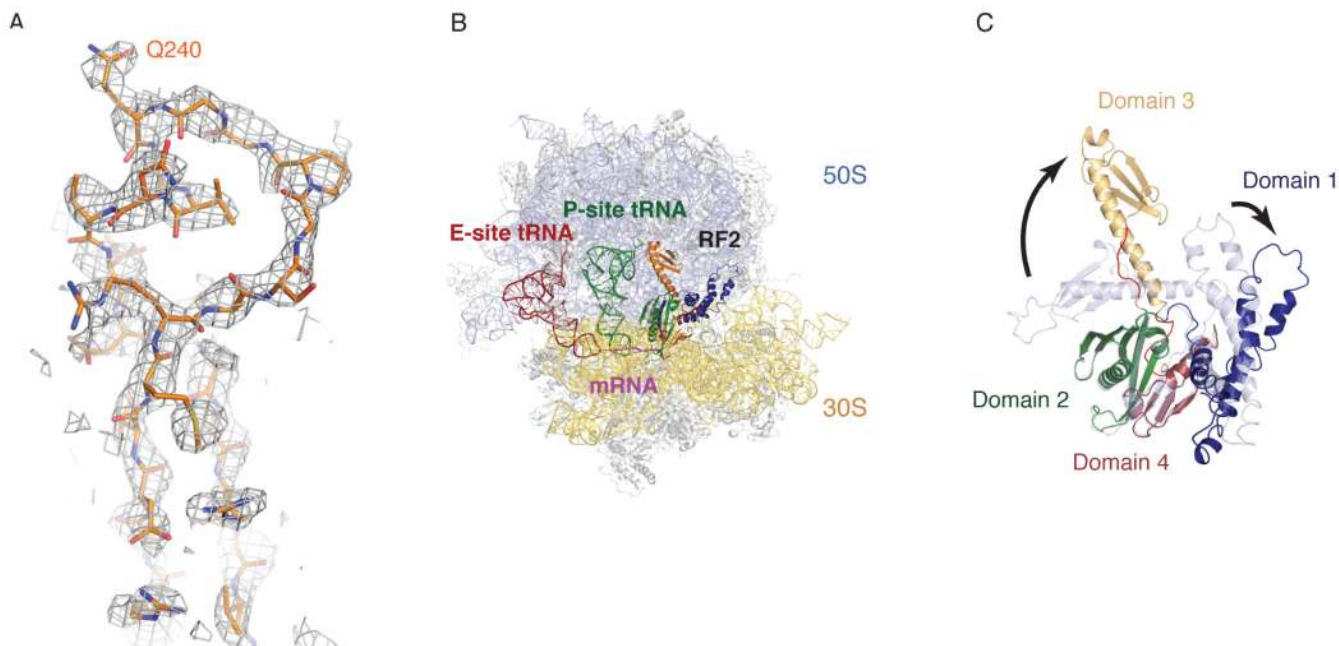 A
Q240
B
50S
P-site tRNA
E-site tRNA
RF2
mRNA
30S
C
Domain 3
Domain 1
Domain 2
Domain 4